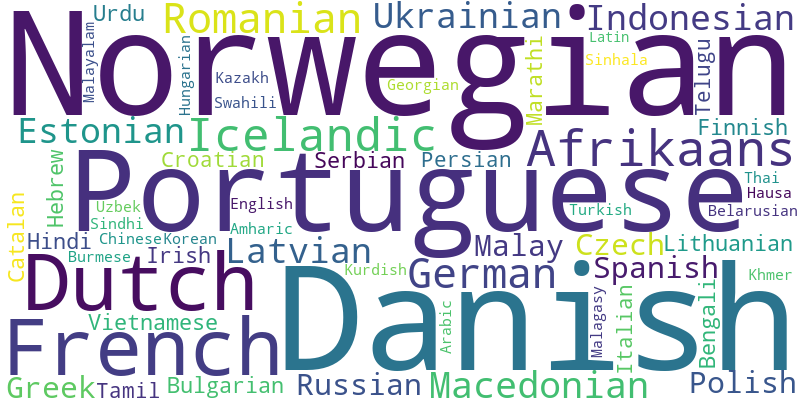 Norwegian
Urdu
Romanian
Ukrainian
Indonesian
Malayalam
Hungarian
Kazakh
Swahili
Georgian
Latin
Sinhala
Marathi
Telugu
Estonian
Icelandic
Finnish
Afrikaans
Hebrew
Croatian
Serbian
Persian
Portuguese
Thai
Hausa
Belarusian
Catalan
Uzbek
Sindhi
English
Amharic
Turkish
Hindi
Chinese
Korean
Burmese
Irish
Latvian
Malay
Czech
Lithuanian
Dutch
Danish
Kurdish
German
Spanish
Khmer
French
Vietnamese
Arabic
Malagasy
Italian
Bengali
Greek
Tamil
Bulgarian
Russian
Macedonian
Polish